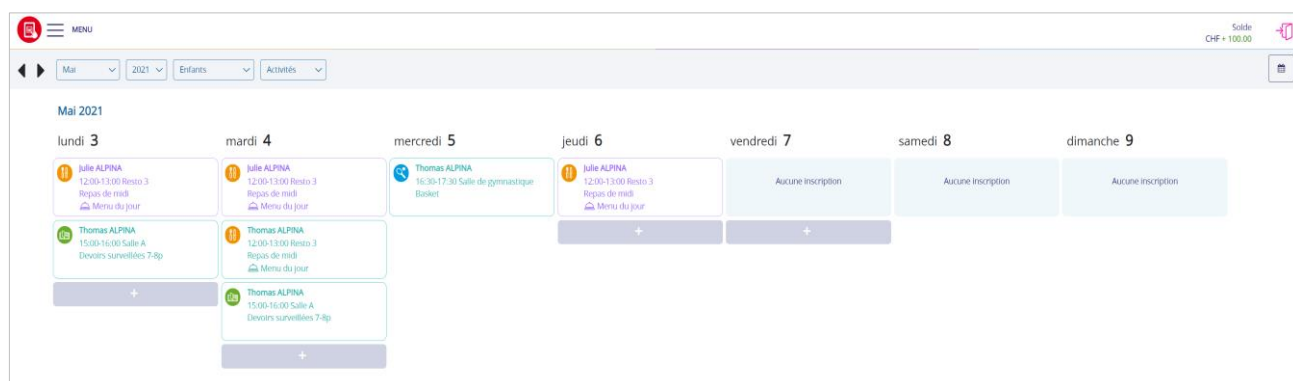 MENU
Solde
CHF + 100.00
Mai
2021
Enfants
Activités
Mai 2021
lundi 3
mardi 4
mercredi 5
jeudi 6
vendredi 7
samedi 8
dimanche 9
Julie ALPINA
12:00-13:00 Resto 3
Repas de midi
Menu du jour
Thomas ALPINA
15:00-16:00 Salle A
Devoirs surveillées 7-8p
+
Julie ALPINA
12:00-13:00 Resto 3
Repas de midi
Menu du jour
Thomas ALPINA
12:00-13:00 Resto 3
Repas de midi
Menu du jour
Thomas ALPINA
15:00-16:00 Salle A
Devoirs surveillées 7-8p
+
Thomas ALPINA
16:30-17:30 Salle de gymnastique
Basket
Julie ALPINA
12:00-13:00 Resto 3
Repas de midi
Menu du jour
+
Aucune inscription
+
Aucune inscription
Aucune inscription